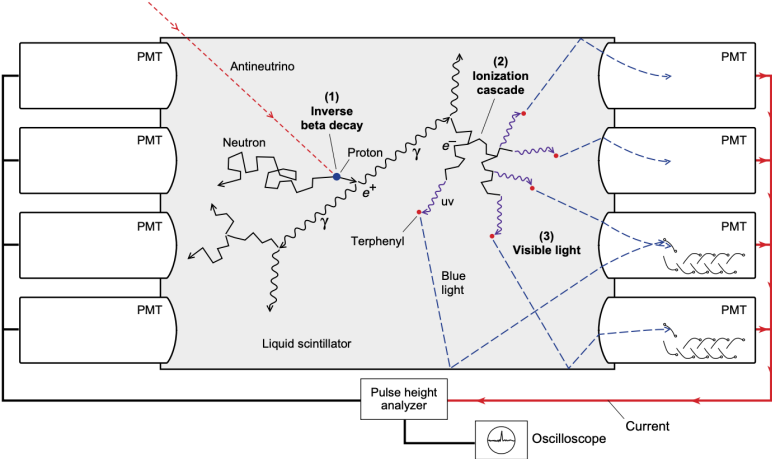 PMT
PMT
Antineutrino
(1)
Inverse
beta decay
(2)
Ionization
cascade
PMT
PMT
Neutron
Proton
γ
e⁻
e⁺
γ
uv
Terphenyl
(3)
Visible light
PMT
PMT
Blue
light
PMT
PMT
Liquid scintillator
Pulse height
analyzer
Current
Oscilloscope